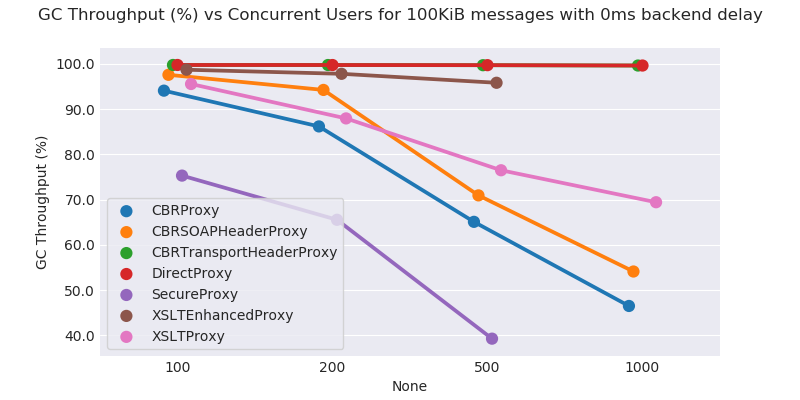 GC Throughput (%) vs Concurrent Users for 100KiB messages with 0ms backend delay
100.0
90.0
80.0
70.0
60.0
50.0
40.0
GC Throughput (%)
CBRProxy
CBRSOAPHeaderProxy
CBRTransportHeaderProxy
DirectProxy
SecureProxy
XSLTEnhancedProxy
XSLTProxy
100 200 500 1000
None